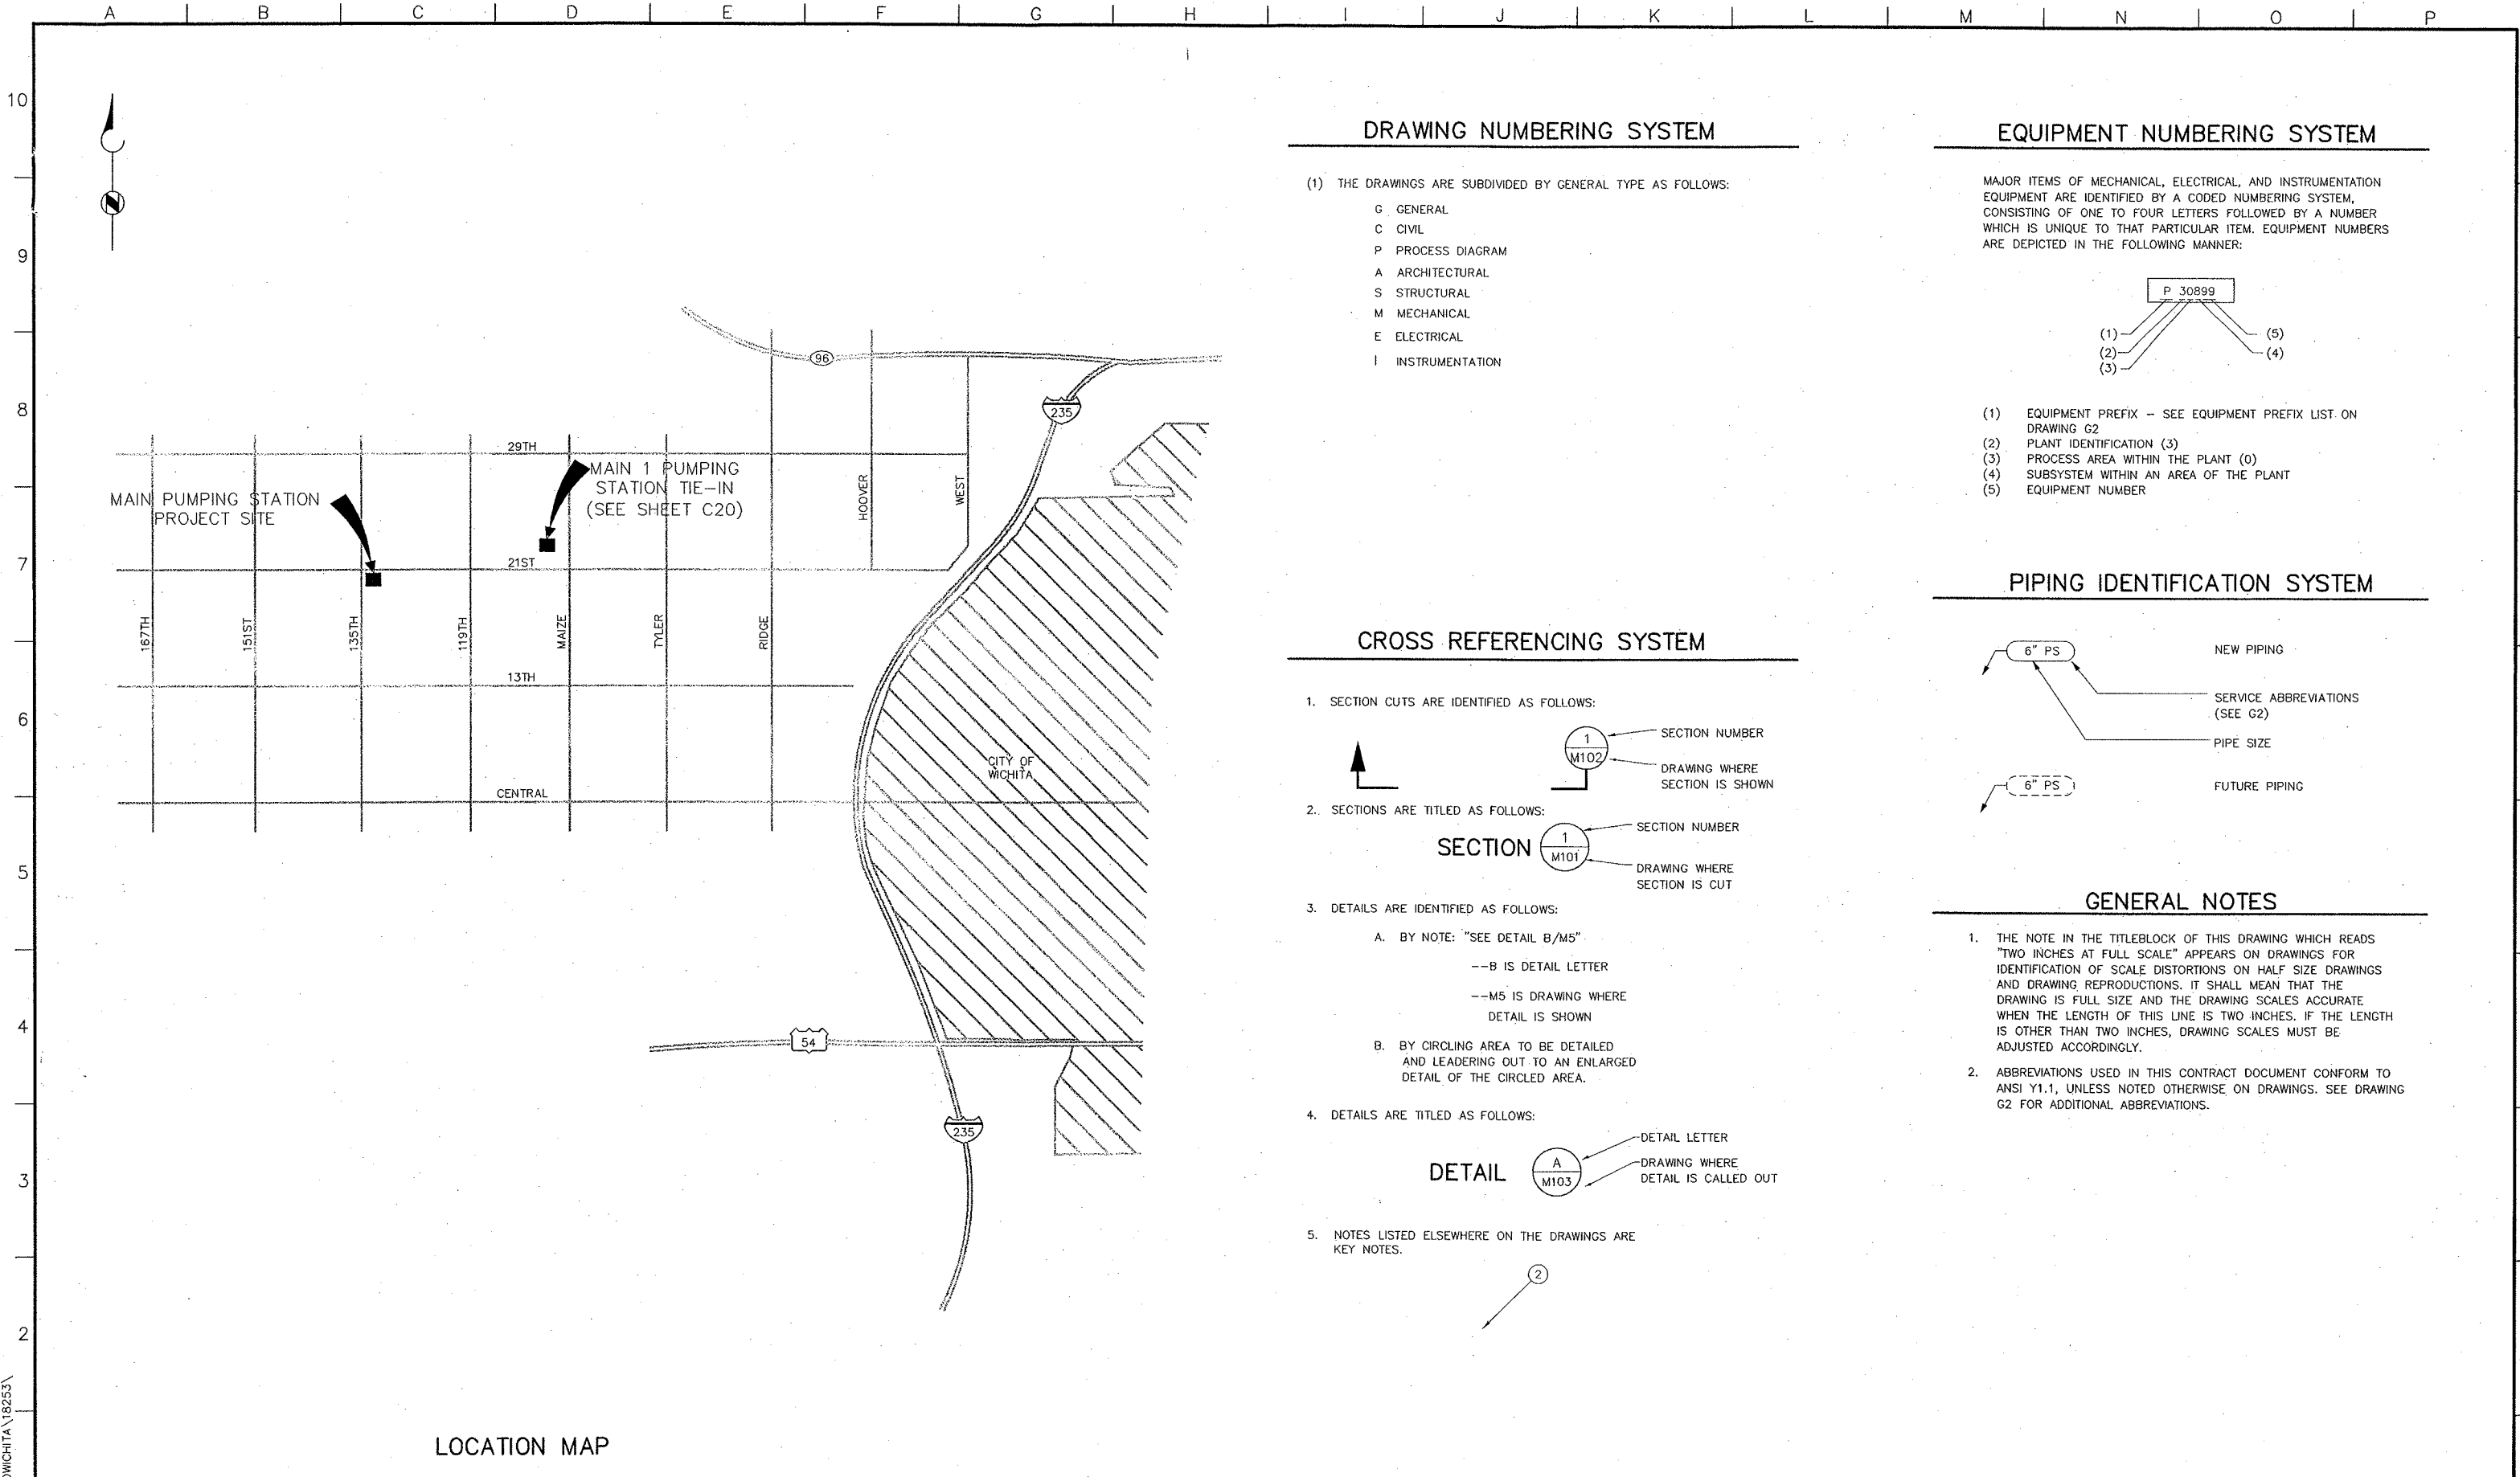 A B C D E F G H I J K L M N O P
10
9
8
7
6
5
4
3
2
96
235
29TH
MAIN 1 PUMPING
STATION TIE-IN
(SEE SHEET C20)
MAIN PUMPING STATION
PROJECT SITE
HOOVER
WEST
21ST
167TH
151ST
135TH
119TH
MAIZE
TYLER
RIDGE
13TH
CITY OF
WICHITA
CENTRAL
54
235
LOCATION MAP
DRAWING NUMBERING SYSTEM
(1) THE DRAWINGS ARE SUBDIVIDED BY GENERAL TYPE AS FOLLOWS:
G GENERAL
C CIVIL
P PROCESS DIAGRAM
A ARCHITECTURAL
S STRUCTURAL
M MECHANICAL
E ELECTRICAL
I INSTRUMENTATION
CROSS REFERENCING SYSTEM
1. SECTION CUTS ARE IDENTIFIED AS FOLLOWS:
1
M102
SECTION NUMBER
DRAWING WHERE
SECTION IS SHOWN
2. SECTIONS ARE TITLED AS FOLLOWS:
SECTION
1
M101
SECTION NUMBER
DRAWING WHERE
SECTION IS CUT
3. DETAILS ARE IDENTIFIED AS FOLLOWS:
A. BY NOTE: "SEE DETAIL B/M5"
--B IS DETAIL LETTER
--M5 IS DRAWING WHERE
DETAIL IS SHOWN
B. BY CIRCLING AREA TO BE DETAILED
AND LEADERING OUT TO AN ENLARGED
DETAIL OF THE CIRCLED AREA.
4. DETAILS ARE TITLED AS FOLLOWS:
DETAIL
A
M103
DETAIL LETTER
DRAWING WHERE
DETAIL IS CALLED OUT
5. NOTES LISTED ELSEWHERE ON THE DRAWINGS ARE
KEY NOTES.
2
EQUIPMENT NUMBERING SYSTEM
MAJOR ITEMS OF MECHANICAL, ELECTRICAL, AND INSTRUMENTATION
EQUIPMENT ARE IDENTIFIED BY A CODED NUMBERING SYSTEM,
CONSISTING OF ONE TO FOUR LETTERS FOLLOWED BY A NUMBER
WHICH IS UNIQUE TO THAT PARTICULAR ITEM. EQUIPMENT NUMBERS
ARE DEPICTED IN THE FOLLOWING MANNER:
P 30899
(1) (5)
(2) (4)
(3)
(1) EQUIPMENT PREFIX - SEE EQUIPMENT PREFIX LIST ON
DRAWING G2
(2) PLANT IDENTIFICATION (3)
(3) PROCESS AREA WITHIN THE PLANT (0)
(4) SUBSYSTEM WITHIN AN AREA OF THE PLANT
(5) EQUIPMENT NUMBER
PIPING IDENTIFICATION SYSTEM
6" PS NEW PIPING
SERVICE ABBREVIATIONS
(SEE G2)
PIPE SIZE
6" PS FUTURE PIPING
GENERAL NOTES
1. THE NOTE IN THE TITLEBLOCK OF THIS DRAWING WHICH READS
"TWO INCHES AT FULL SCALE" APPEARS ON DRAWINGS FOR
IDENTIFICATION OF SCALE DISTORTIONS ON HALF SIZE DRAWINGS
AND DRAWING REPRODUCTIONS. IT SHALL MEAN THAT THE
DRAWING IS FULL SIZE AND THE DRAWING SCALES ACCURATE
WHEN THE LENGTH OF THIS LINE IS TWO INCHES. IF THE LENGTH
IS OTHER THAN TWO INCHES, DRAWING SCALES MUST BE
ADJUSTED ACCORDINGLY.
2. ABBREVIATIONS USED IN THIS CONTRACT DOCUMENT CONFORM TO
ANSI Y1.1, UNLESS NOTED OTHERWISE ON DRAWINGS. SEE DRAWING
G2 FOR ADDITIONAL ABBREVIATIONS.